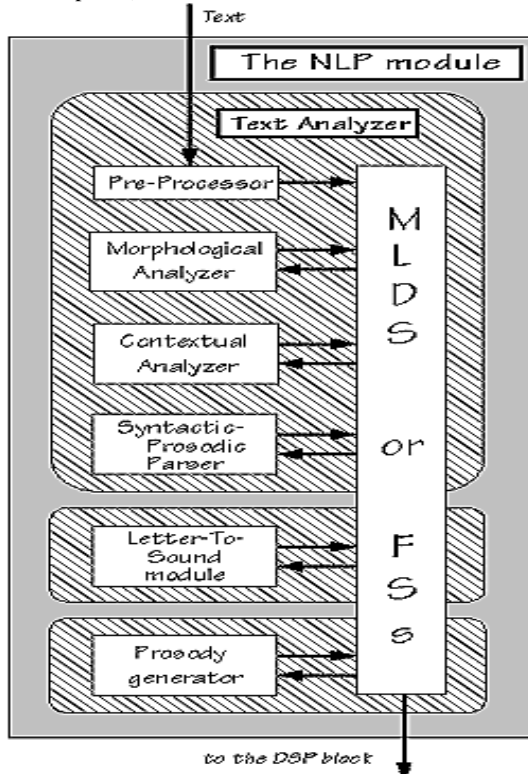 Text
The NLP module
Text Analyzer
Pre-Processor
Morphological
Analyzer
Contextual
Analyzer
Syntactic-
Prosodic
Parser
Letter-To-
Sound
module
Prosody
generator
M
L
D
S
or
F
S
s
to the DSP block